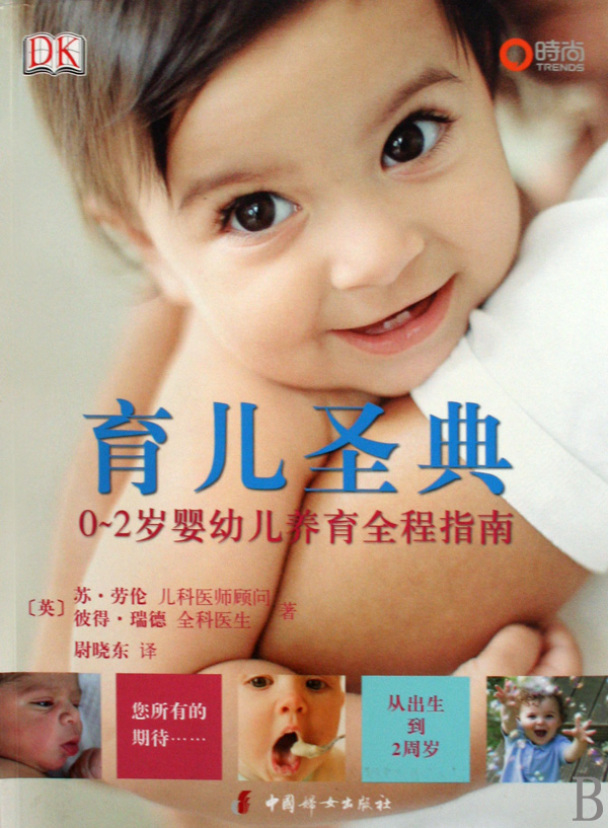 DK
時尚
TRENDS
育儿圣典
0~2岁婴幼儿养育全程指南
〔英〕 苏·劳伦 儿科医师顾问
彼得·瑞德 全科医生 著
尉晓东 译
您所有的
期待……
从出生
到
2周岁
中国妇女出版社
B